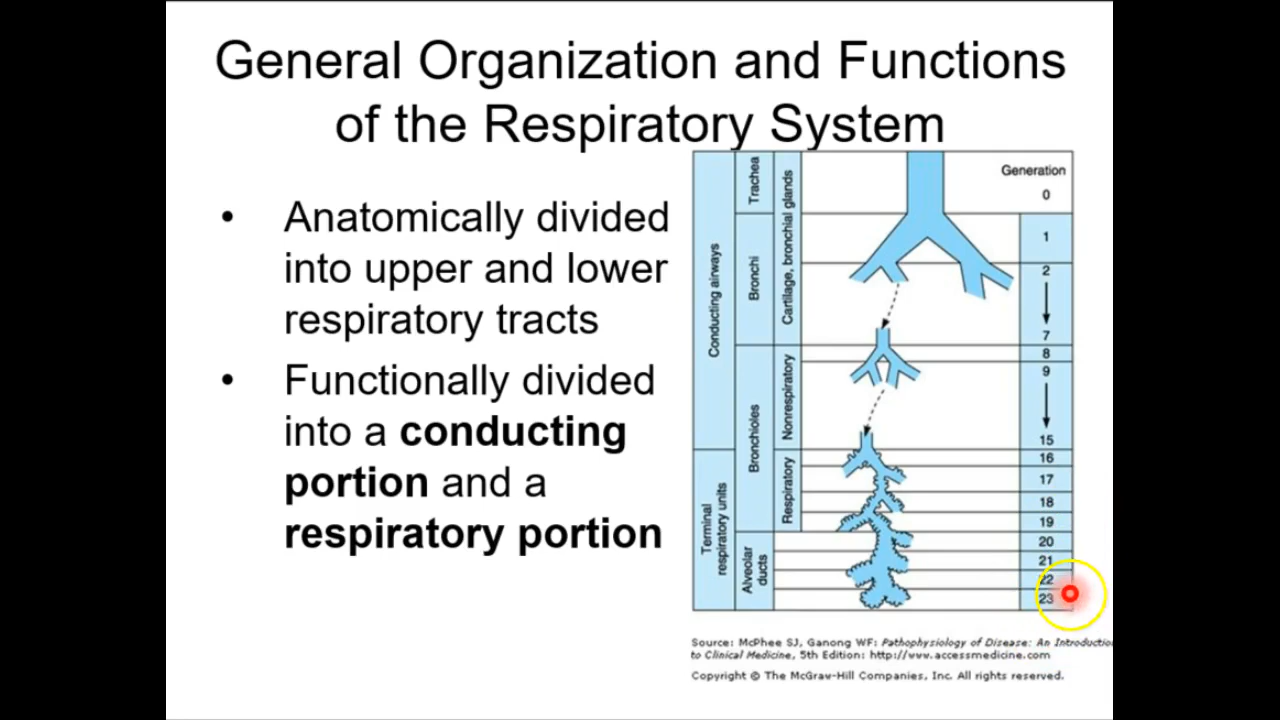 General Organization and Functions
of the Respiratory System
• Anatomically divided
into upper and lower
respiratory tracts
• Functionally divided
into a conducting
portion and a
respiratory portion
Conducting airways
Terminal
respiratory units
Trachea
Bronchi
Bronchioles
Alveolar
ducts
Cartilage, bronchial glands
Nonrespiratory
Respiratory
Generation
0
1
2
7
8
9
15
16
17
18
19
20
21
22
23
Source: McPhee SJ, Ganong WF: Pathophysiology of Disease: An Introductio
to Clinical Medicine, 5th Edition: http://www.accessmedicine.com
Copyright © The McGraw-Hill Companies, Inc. All rights reserved.